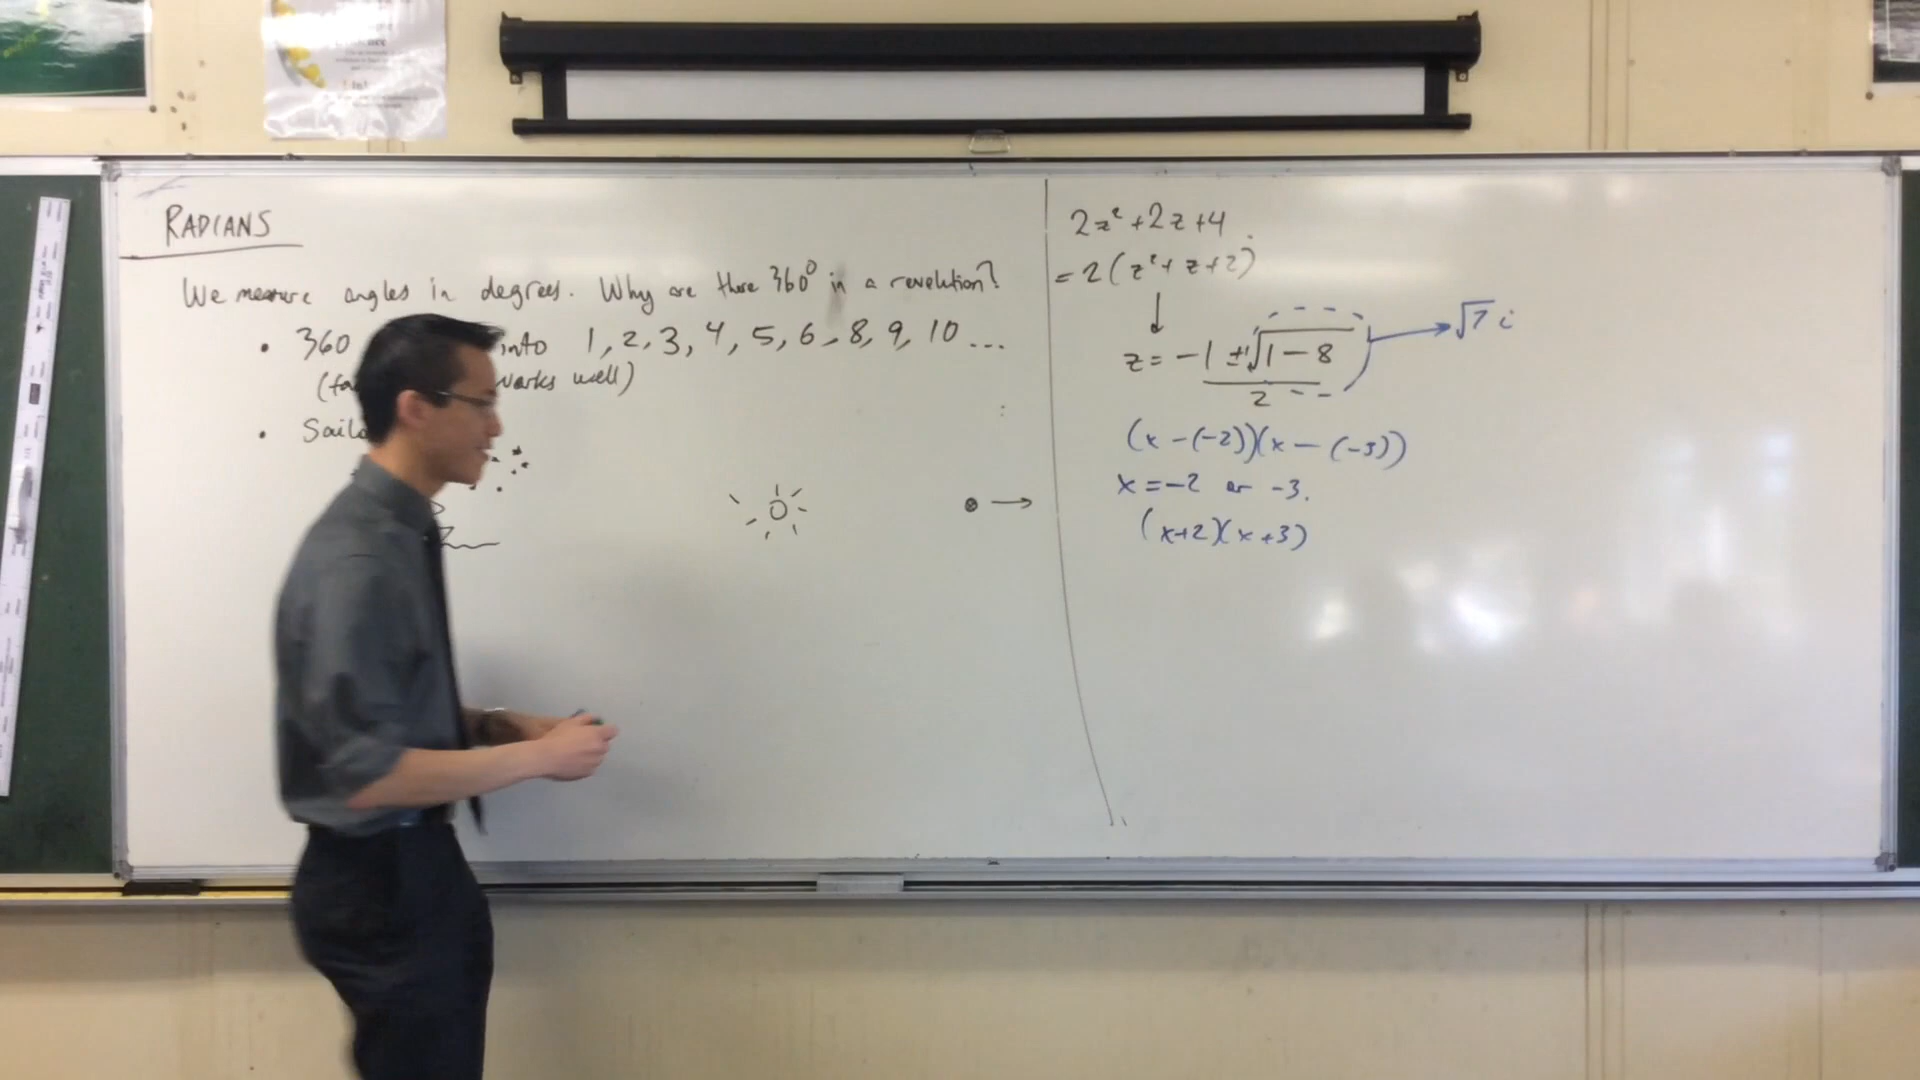 RADIANS
We measure angles in degrees. Why are there 360° in a revolution?
• 360 into 1, 2, 3, 4, 5, 6, 8, 9, 10 ...
(fa works well)
• Sailo
2z² + 2z + 4
= 2(z² + z + 2)
z = -1 ± √1 - 8
2
√7 i
(x - (-2))(x - (-3))
x = -2 or -3.
(x+2)(x+3)